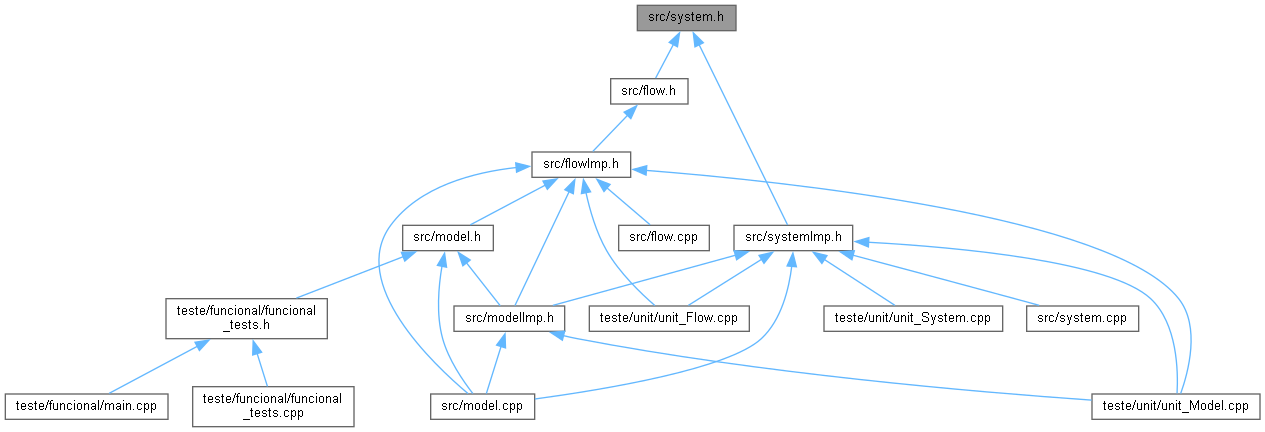 src/system.h
src/flow.h
src/flowImp.h
src/model.h
src/flow.cpp
src/systemImp.h
teste/funcional/funcional
_tests.h
src/modelImp.h
teste/unit/unit_Flow.cpp
teste/unit/unit_System.cpp
src/system.cpp
teste/funcional/main.cpp
teste/funcional/funcional
_tests.cpp
src/model.cpp
teste/unit/unit_Model.cpp